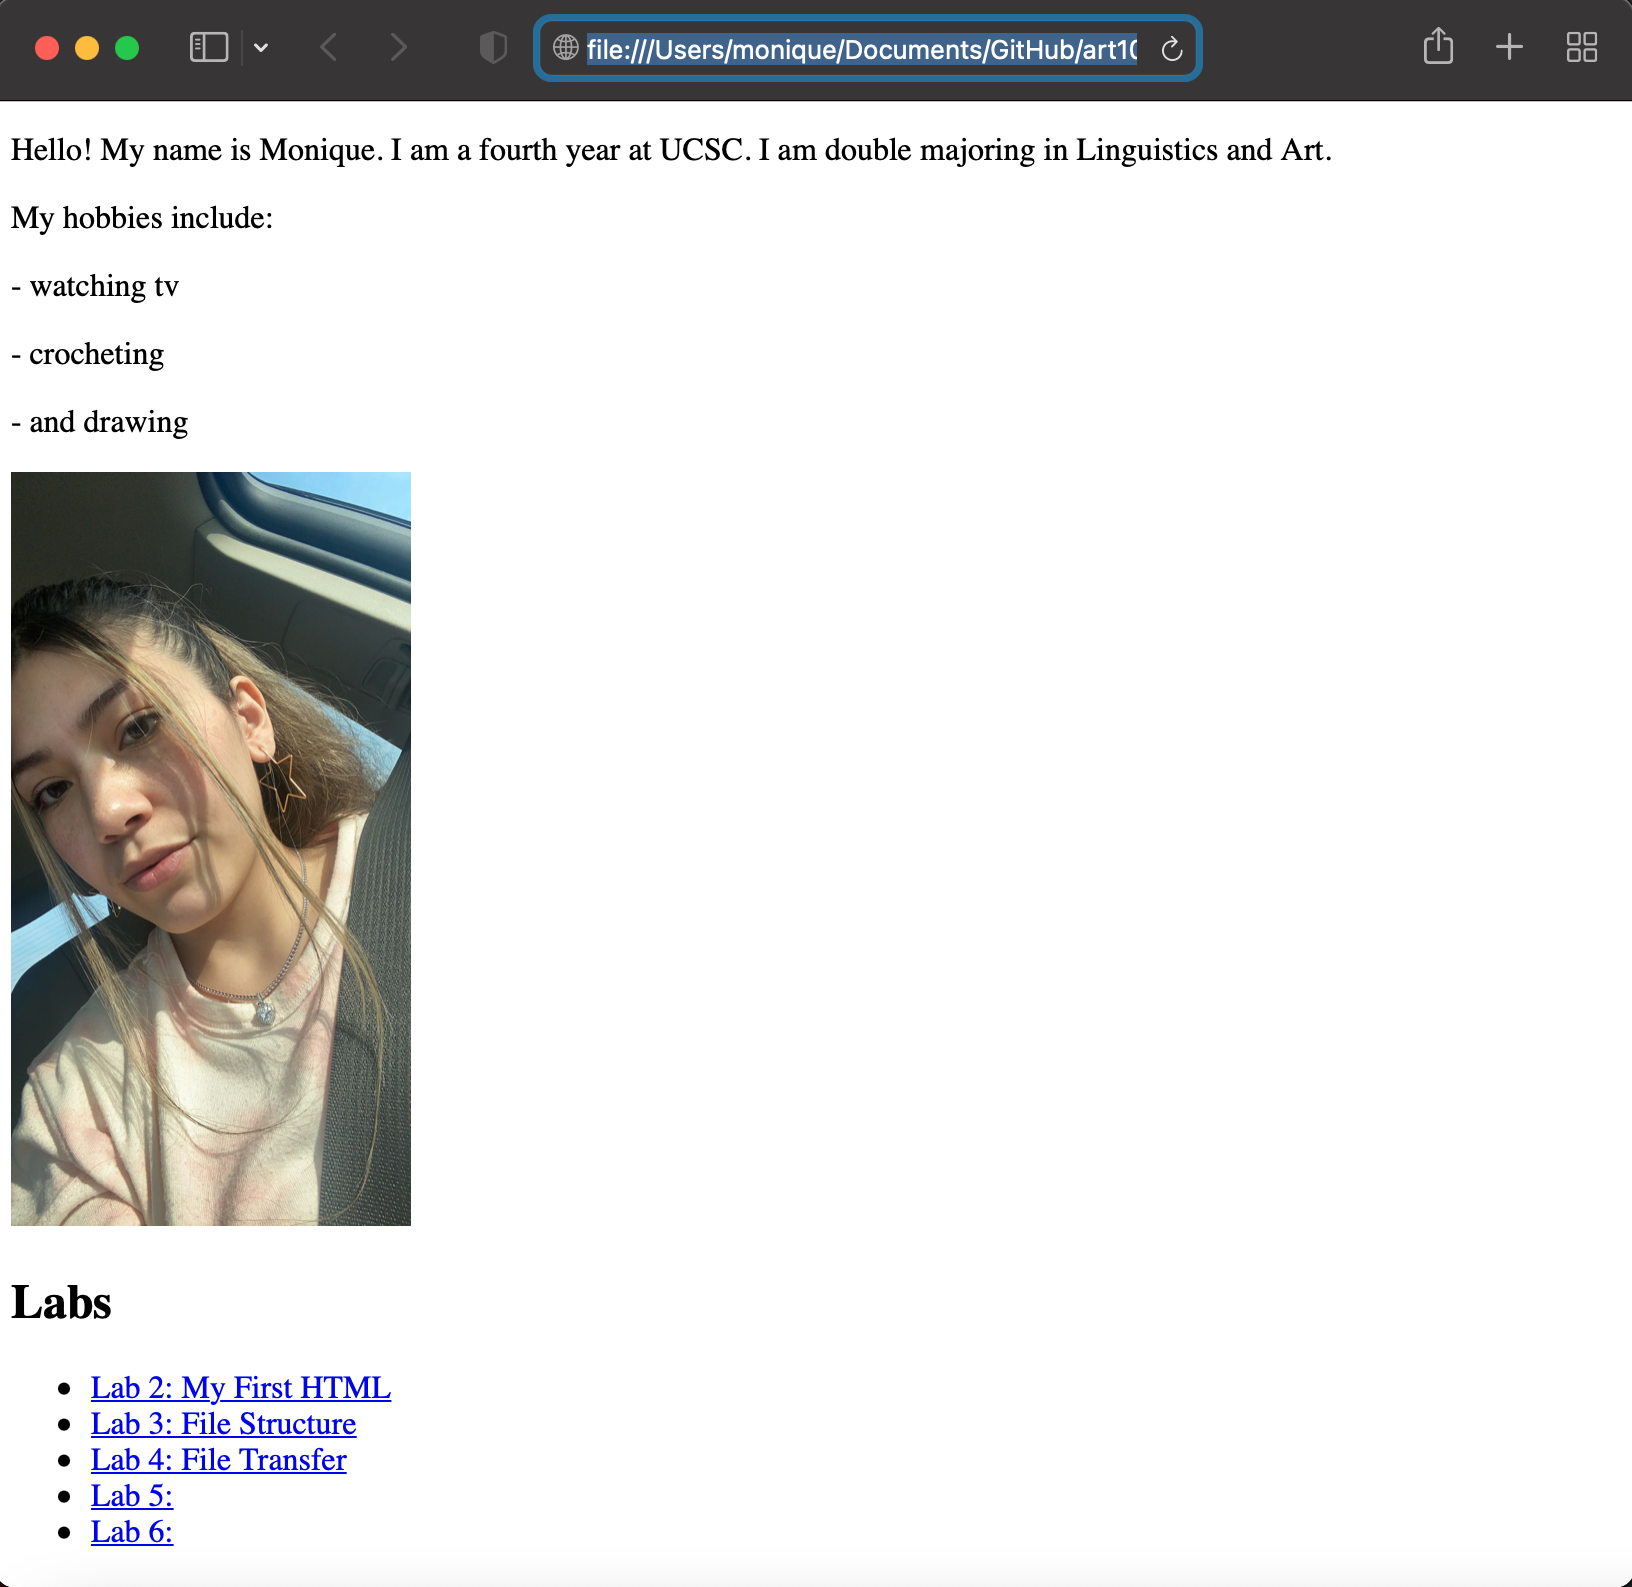 file:///Users/monique/Documents/GitHub/art10
Hello! My name is Monique. I am a fourth year at UCSC. I am double majoring in Linguistics and Art.
My hobbies include:
- watching tv
- crocheting
- and drawing
Labs
Lab 2: My First HTML
Lab 3: File Structure
Lab 4: File Transfer
Lab 5:
Lab 6: